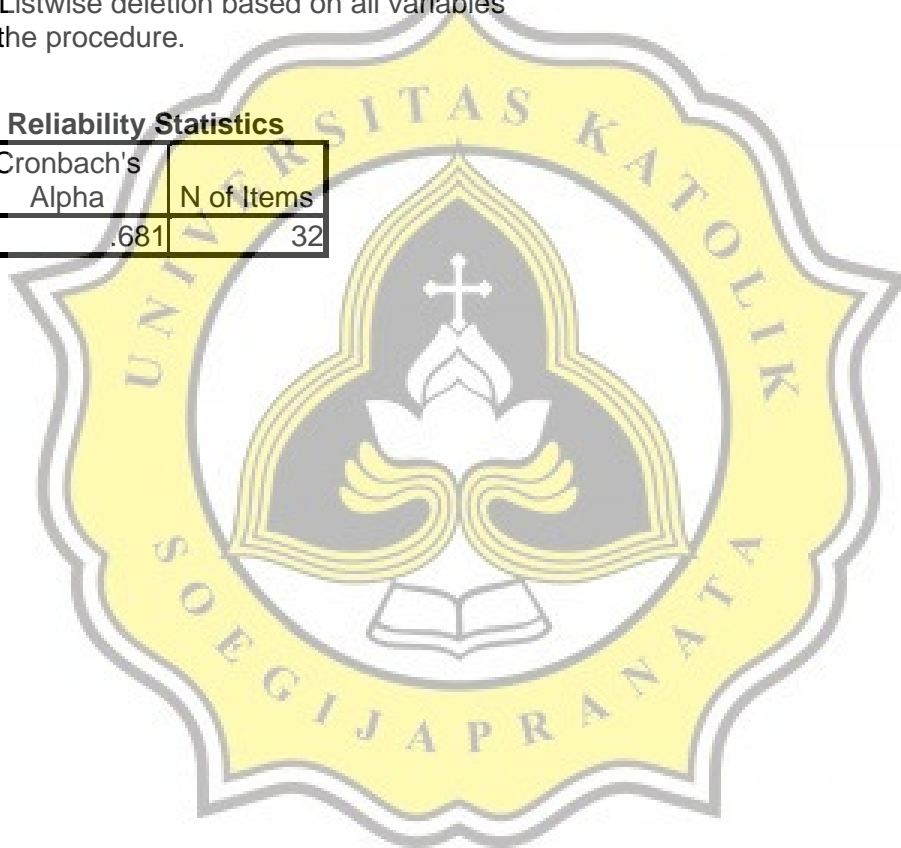 Listwise deletion based on all variables
the procedure.
Reliability Statistics
Cronbach's
Alpha
N of Items
.681
32
UNIVERSITAS KATOLIK
SOEGIJAPRANATA